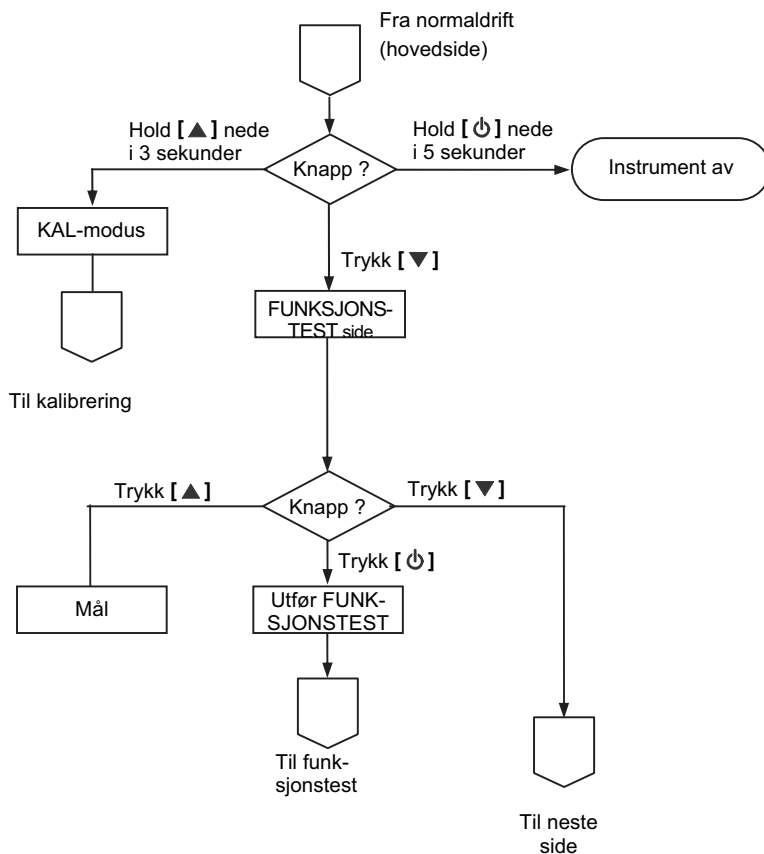 Fra normaldrift
(hovedside)
Hold [▲] nede
i 3 sekunder
Hold [⏻] nede
i 5 sekunder
Knapp ?
Instrument av
KAL-modus
Trykk [▼]
FUNKSJONS-
TEST side
Til kalibrering
Trykk [▲]
Knapp ?
Trykk [▼]
Trykk [⏻]
Mål
Utfør FUNK-
SJONSTEST
Til funk-
sjonstest
Til neste
side